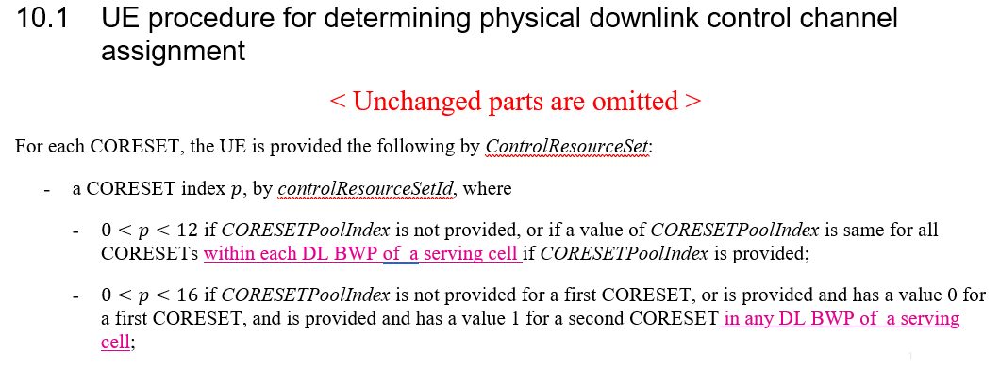 10.1 UE procedure for determining physical downlink control channel
assignment
< Unchanged parts are omitted >
For each CORESET, the UE is provided the following by ControlResourceSet:
- a CORESET index p, by controlResourceSetId, where
- 0 < p < 12 if CORESETPoolIndex is not provided, or if a value of CORESETPoolIndex is same for all
CORESETs within each DL BWP of a serving cell if CORESETPoolIndex is provided;
- 0 < p < 16 if CORESETPoolIndex is not provided for a first CORESET, or is provided and has a value 0 for
a first CORESET, and is provided and has a value 1 for a second CORESET in any DL BWP of a serving
cell;